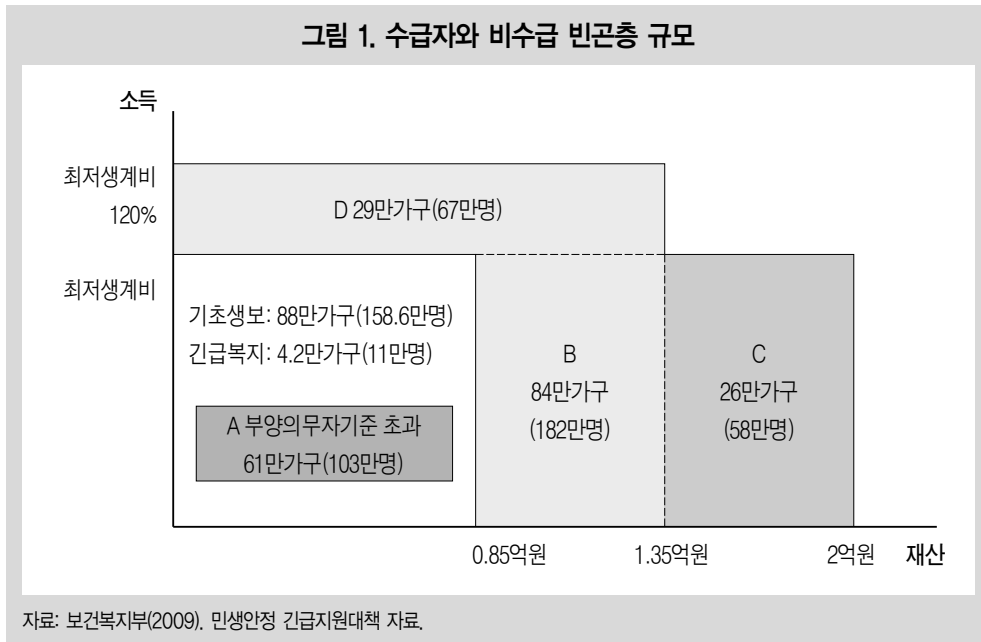 그림 1. 수급자와 비수급 빈곤층 규모
소득
최저생계비
120%
D 29만가구(67만명)
최저생계비
기초생보: 88만가구(158.6만명)
긴급복지: 4.2만가구(11만명)
A 부양의무자기준 초과
61만가구(103만명)
B
84만가구
(182만명)
C
26만가구
(58만명)
0.85억원
1.35억원
2억원
재산
자료: 보건복지부(2009). 민생안정 긴급지원대책 자료.